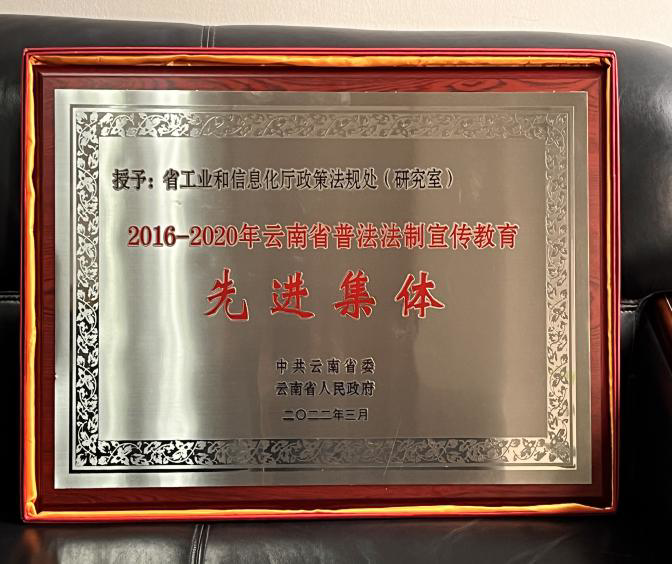 授予：省工业和信息化厅政策法规处（研究室）
2016-2020年云南省普法法制宣传教育
先进集体
中共云南省委
云南省人民政府
二〇二二年三月